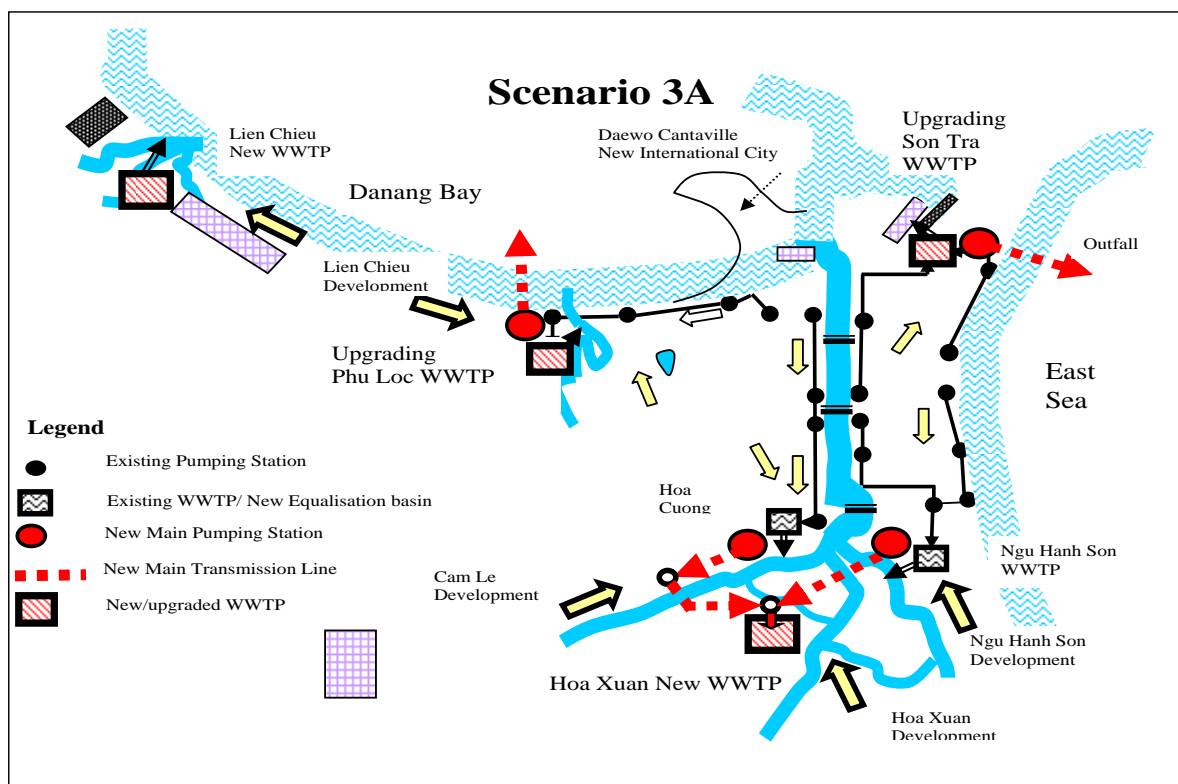 Scenario 3A
Lien Chieu
New WWTP
Daewo Cantaville
New International City
Upgrading
Son Tra
WWTP
Danang Bay
Outfall
Lien Chieu
Development
Upgrading
Phu Loc WWTP
East
Sea
Legend
Existing Pumping Station
Existing WWTP/ New Equalisation basin
New Main Pumping Station
New Main Transmission Line
New/upgraded WWTP
Hoa
Cuong
Cam Le
Development
Ngu Hanh Son
WWTP
Ngu Hanh Son
Development
Hoa Xuan New WWTP
Hoa Xuan
Development